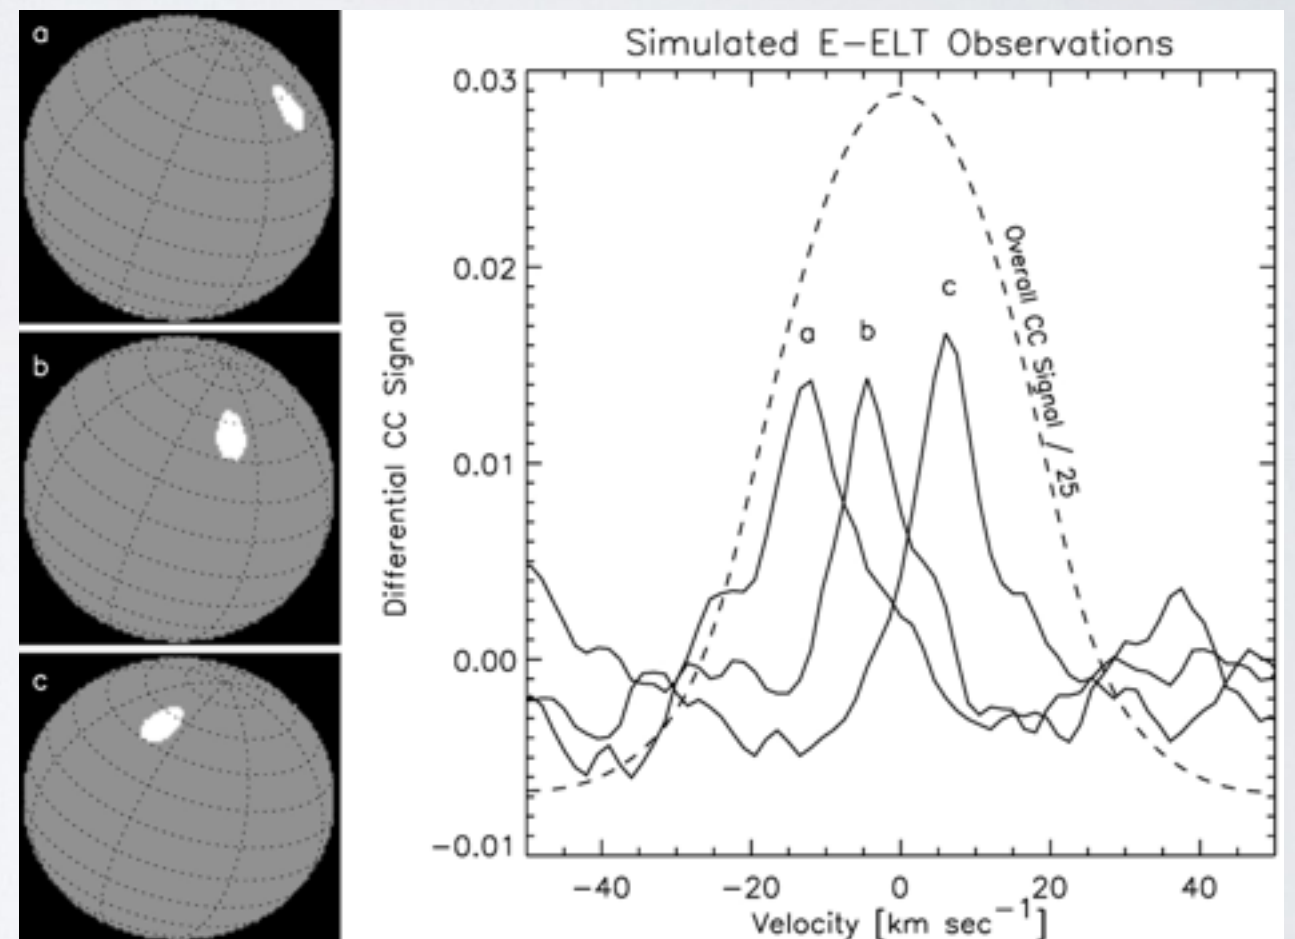 a
b
c
Simulated E-ELT Observations
Differential CC Signal
0.03
0.02
0.01
0.00
-0.01
a
b
c
Overall CC Signal / 25
-40
-20
0
20
40
Velocity [km sec⁻¹]